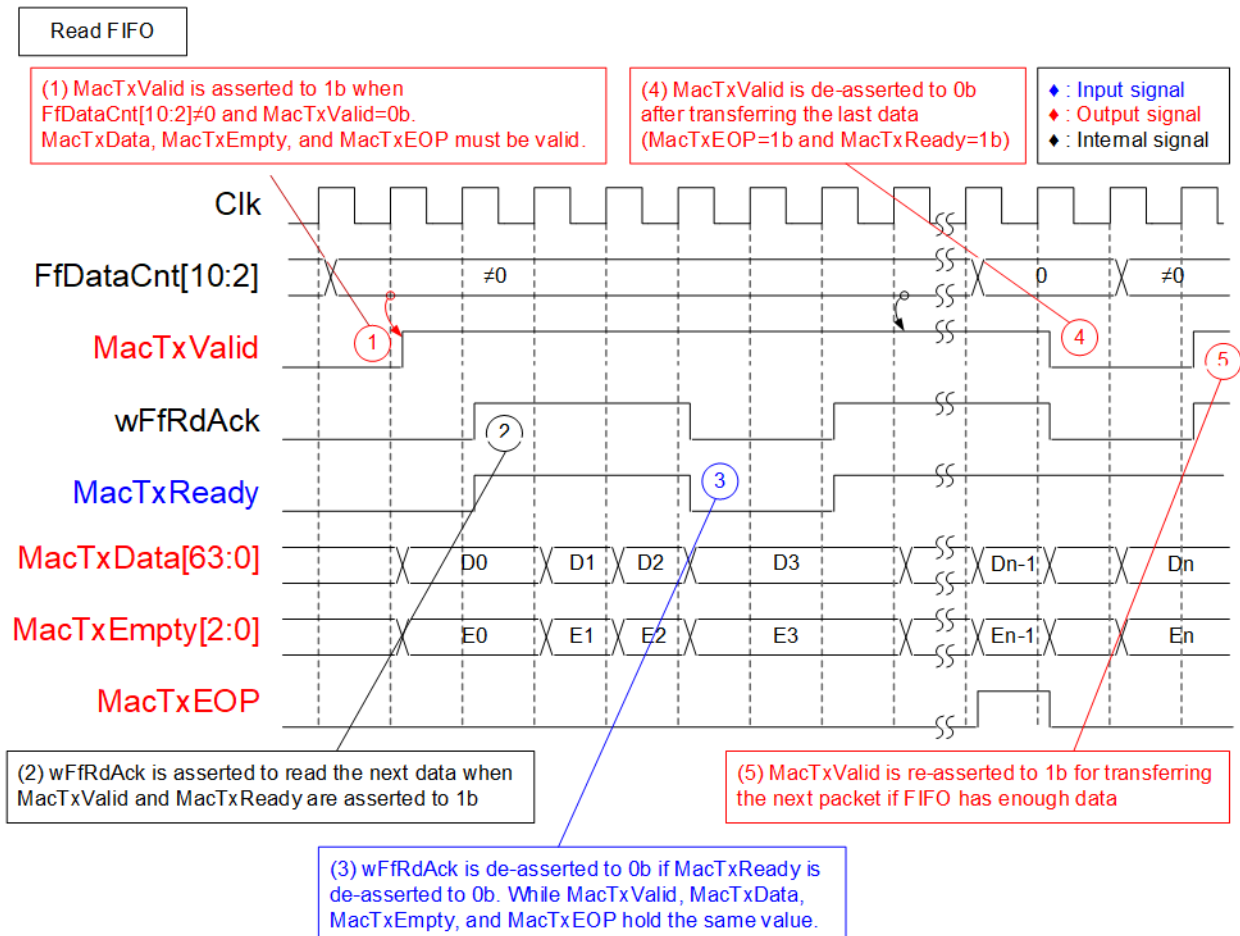 Read FIFO
(1) MacTxValid is asserted to 1b when
FfDataCnt[10:2]≠0 and MacTxValid=0b.
MacTxData, MacTxEmpty, and MacTxEOP must be valid.
(4) MacTxValid is de-asserted to 0b
after transferring the last data
(MacTxEOP=1b and MacTxReady=1b)
♦ : Input signal
♦ : Output signal
♦ : Internal signal
Clk
FfDataCnt[10:2]
≠0
0
≠0
MacTxValid
1
4
5
wFfRdAck
2
MacTxReady
3
MacTxData[63:0]
D0
D1
D2
D3
Dn-1
Dn
MacTxEmpty[2:0]
E0
E1
E2
E3
En-1
En
MacTxEOP
(2) wFfRdAck is asserted to read the next data when
MacTxValid and MacTxReady are asserted to 1b
(5) MacTxValid is re-asserted to 1b for transferring
the next packet if FIFO has enough data
(3) wFfRdAck is de-asserted to 0b if MacTxReady is
de-asserted to 0b. While MacTxValid, MacTxData,
MacTxEmpty, and MacTxEOP hold the same value.